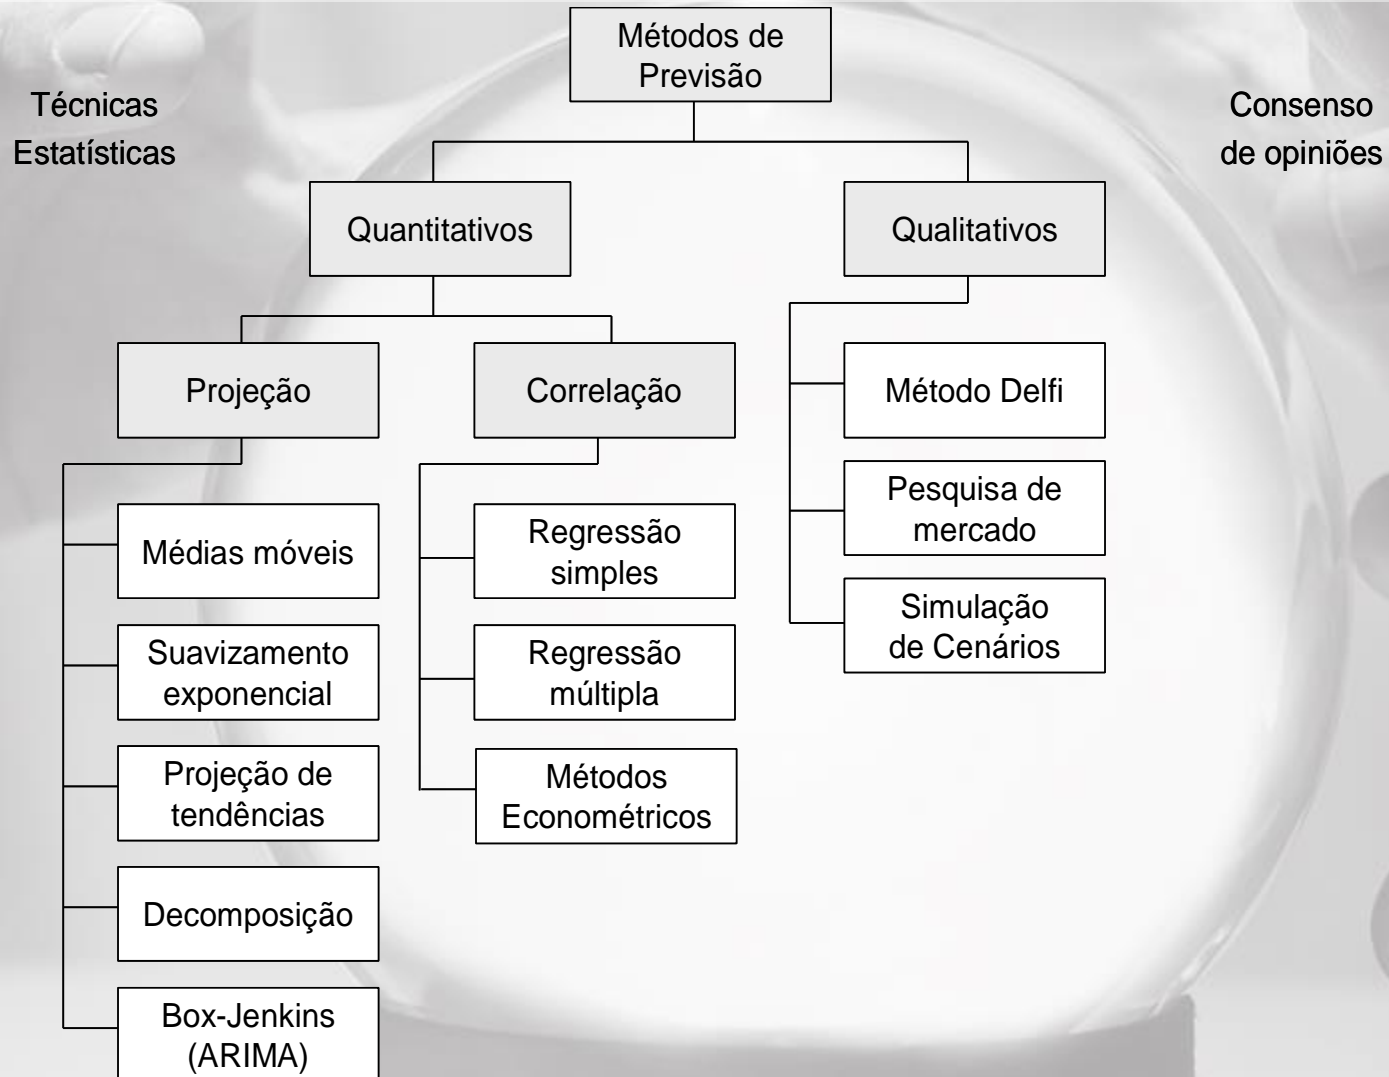 Métodos de
Previsão
Técnicas
Estatísticas
Consenso
de opiniões
Quantitativos
Qualitativos
Projeção
Correlação
Método Delfi
Médias móveis
Regressão
simples
Pesquisa de
mercado
Suavizamento
exponencial
Regressão
múltipla
Simulação
de Cenários
Projeção de
tendências
Métodos
Econométricos
Decomposição
Box-Jenkins
(ARIMA)